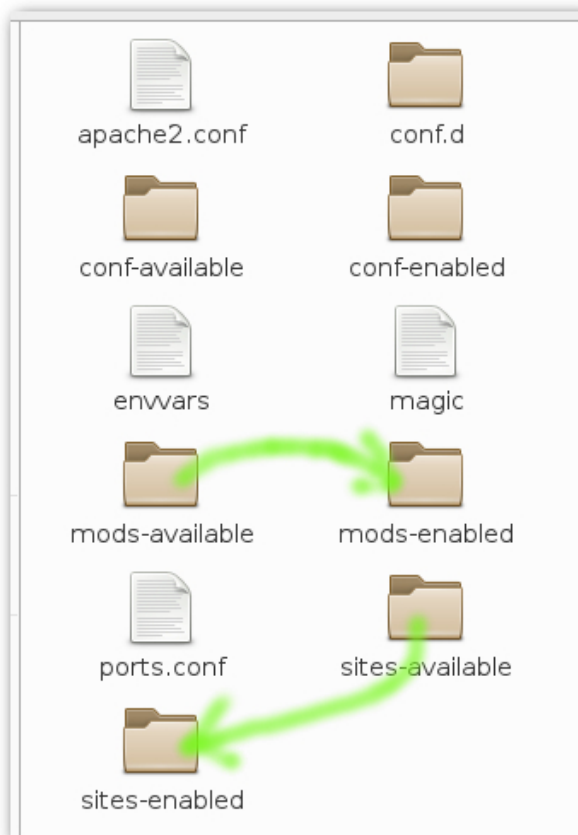 apache2.conf
conf.d
conf-available
conf-enabled
envvars
magic
mods-available
mods-enabled
ports.conf
sites-available
sites-enabled